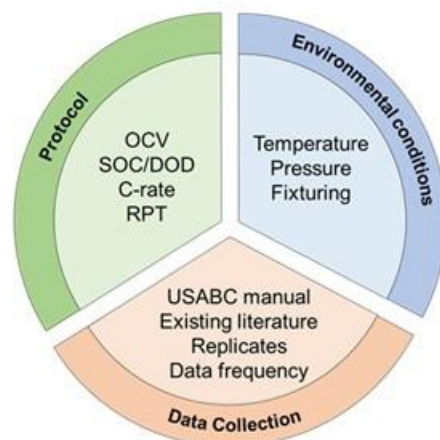 Protocol
OCV
SOC/DOD
C-rate
RPT
Environmental conditions
Temperature
Pressure
Fixturing
USABC manual
Existing literature
Replicates
Data frequency
Data Collection